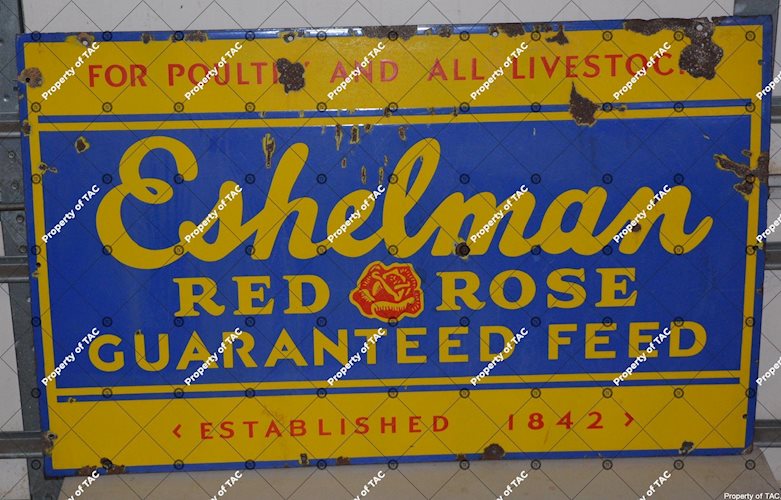 FOR POULTRY AND ALL LIVESTOCK
Eshelman
RED ROSE
GUARANTEED FEED
< ESTABLISHED 1842 >
Property of TAC